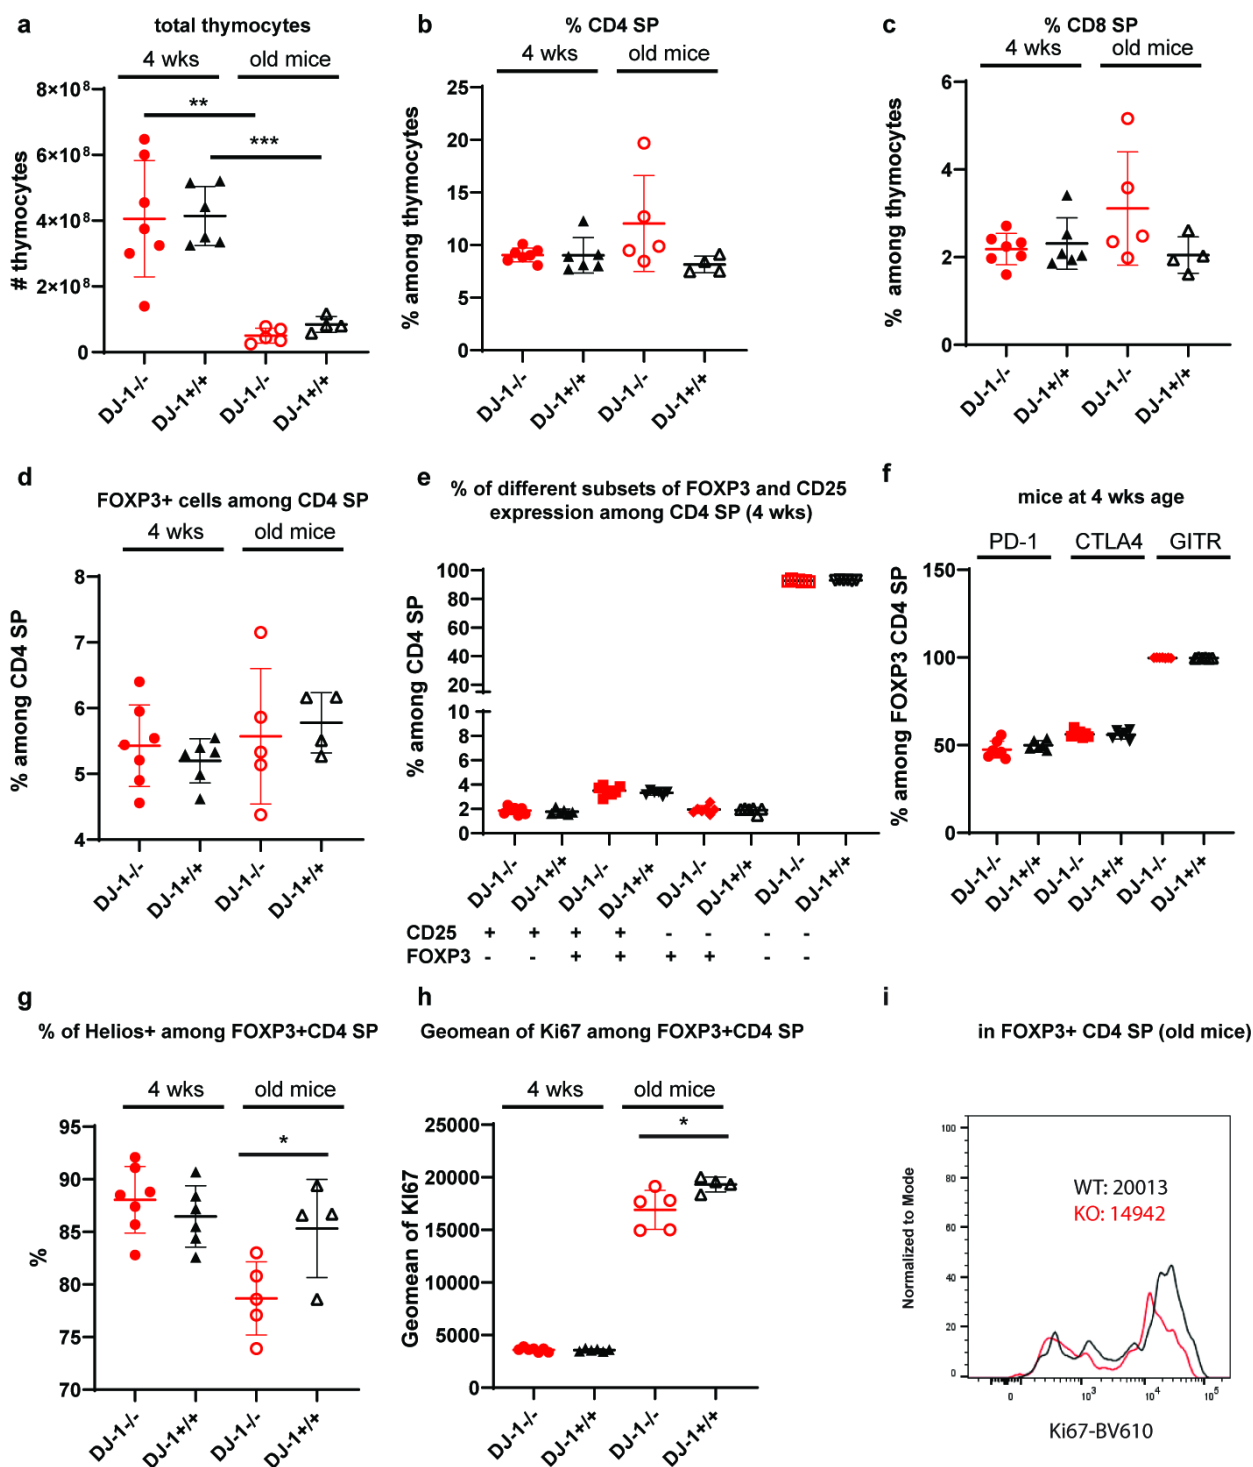 a
total thymocytes
4 wks old mice
**
***
8×10⁸
6×10⁸
4×10⁸
2×10⁸
0
# thymocytes
DJ-1-/- DJ-1+/+ DJ-1-/- DJ-1+/+
b
% CD4 SP
4 wks old mice
25
20
15
10
5
0
% among thymocytes
DJ-1-/- DJ-1+/+ DJ-1-/- DJ-1+/+
c
% CD8 SP
4 wks old mice
6
4
2
0
% among thymocytes
DJ-1-/- DJ-1+/+ DJ-1-/- DJ-1+/+
d
FOXP3+ cells among CD4 SP
4 wks old mice
8
7
6
5
4
% among CD4 SP
DJ-1-/- DJ-1+/+ DJ-1-/- DJ-1+/+
e
% of different subsets of FOXP3 and CD25
expression among CD4 SP (4 wks)
100
80
60
40
20
10
8
6
4
2
0
% among CD4 SP
DJ-1-/- DJ-1+/+ DJ-1-/- DJ-1+/+ DJ-1-/- DJ-1+/+ DJ-1-/- DJ-1+/+
CD25 + + + + - - - -
FOXP3 - - + + + + - -
f
mice at 4 wks age
PD-1 CTLA4 GITR
150
100
50
0
% among FOXP3 CD4 SP
DJ-1-/- DJ-1+/+ DJ-1-/- DJ-1+/+ DJ-1-/- DJ-1+/+
g
% of Helios+ among FOXP3+CD4 SP
4 wks old mice
*
95
90
85
80
75
70
%
DJ-1-/- DJ-1+/+ DJ-1-/- DJ-1+/+
h
Geomean of Ki67 among FOXP3+CD4 SP
4 wks old mice
*
25000
20000
15000
10000
5000
0
Geomean of KI67
DJ-1-/- DJ-1+/+ DJ-1-/- DJ-1+/+
i
in FOXP3+ CD4 SP (old mice)
100
80
60
40
20
0
Normalized to Mode
WT: 20013
KO: 14942
0 10³ 10⁴ 10⁵
Ki67-BV610